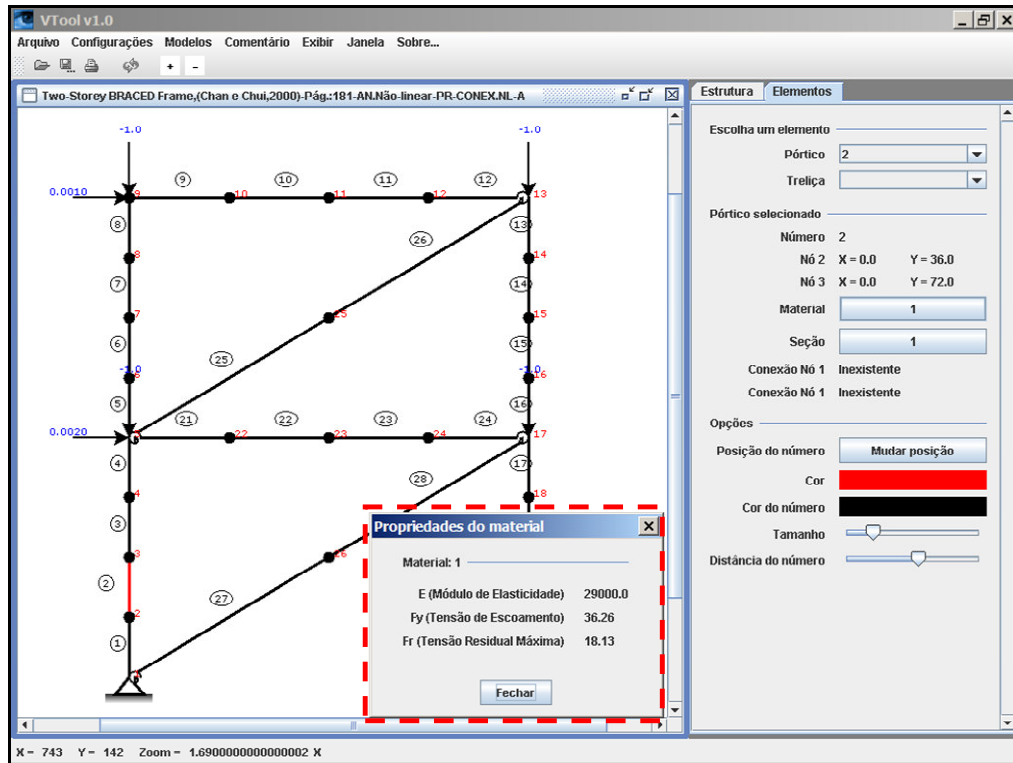 VTool v1.0
Arquivo Configurações Modelos Comentário Exibir Janela Sobre...
+ -
Two-Storey BRACED Frame,(Chan e Chui,2000)-Pág.:181-AN.Não-linear-PR-CONEX.NL-A
-1.0 -1.0
9 10 11 12
0.0010 9 10 11 12 13
8 13
26
8 14
7 14
7 25 15
6 15
25
-1.0 6 -1.0 16
5 16
21 22 23 24
0.0020 22 23 24 17
4 17
28
4 18
3
3 26
2
27
2
1
Propriedades do material
Material: 1
E (Módulo de Elasticidade) 29000.0
Fy (Tensão de Escoamento) 36.26
Fr (Tensão Residual Máxima) 18.13
Fechar
Estrutura Elementos
Escolha um elemento
Pórtico 2
Treliça
Pórtico selecionado
Número 2
Nó 2 X = 0.0 Y = 36.0
Nó 3 X = 0.0 Y = 72.0
Material 1
Seção 1
Conexão Nó 1 Inexistente
Conexão Nó 1 Inexistente
Opções
Posição do número Mudar posição
Cor
Cor do número
Tamanho
Distância do número
X = 743 Y = 142 Zoom = 1.6900000000000002 X